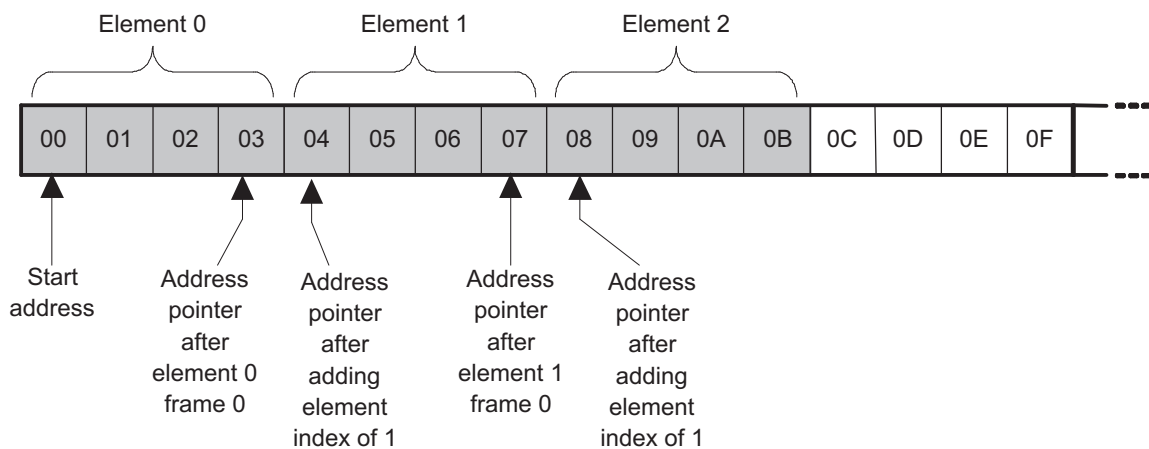 Element 0
Element 1
Element 2
00 01 02 03 04 05 06 07 08 09 0A 0B 0C 0D 0E 0F
Start
address
Address
pointer
after
element 0
frame 0
Address
pointer
after
adding
element
index of 1
Address
pointer
after
element 1
frame 0
Address
pointer
after
adding
element
index of 1